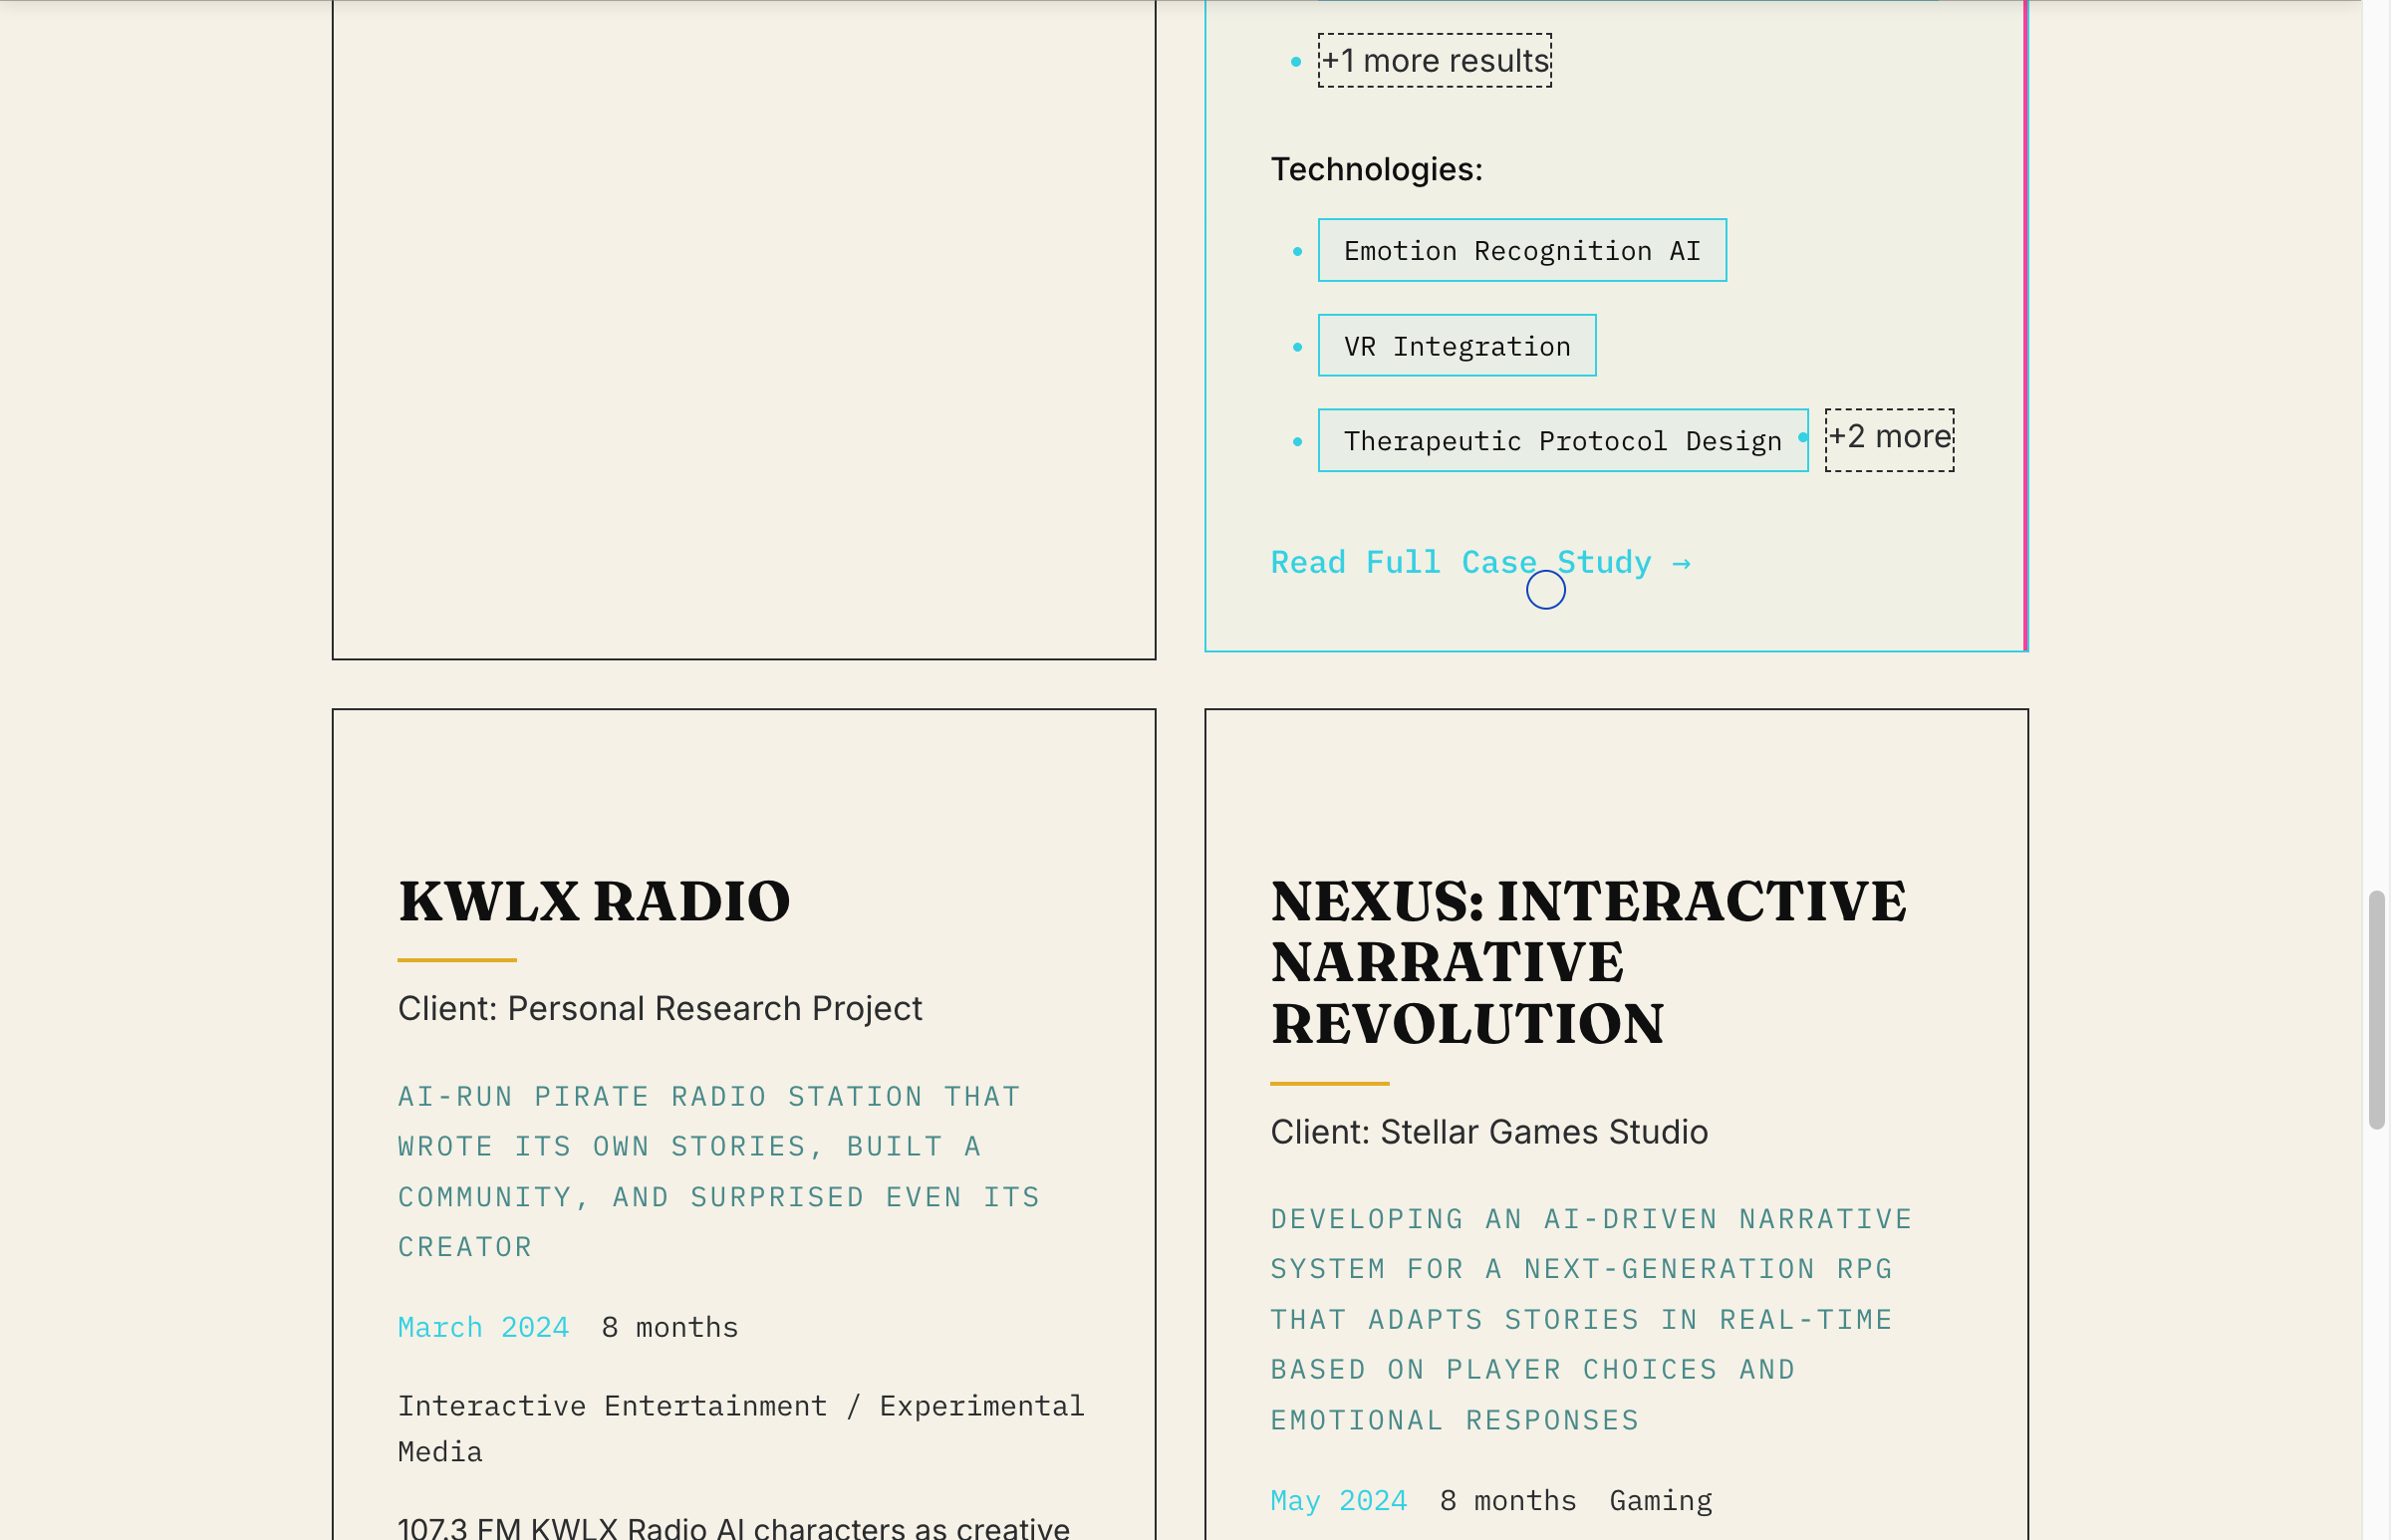 +1 more results
Technologies:
Emotion Recognition AI
VR Integration
Therapeutic Protocol Design
+2 more
Read Full Case Study →
KWLX RADIO
Client: Personal Research Project
AI-RUN PIRATE RADIO STATION THAT
WROTE ITS OWN STORIES, BUILT A
COMMUNITY, AND SURPRISED EVEN ITS
CREATOR
March 2024 8 months
Interactive Entertainment / Experimental
Media
107.3 FM KWLX Radio AI characters as creative
NEXUS: INTERACTIVE
NARRATIVE
REVOLUTION
Client: Stellar Games Studio
DEVELOPING AN AI-DRIVEN NARRATIVE
SYSTEM FOR A NEXT-GENERATION RPG
THAT ADAPTS STORIES IN REAL-TIME
BASED ON PLAYER CHOICES AND
EMOTIONAL RESPONSES
May 2024 8 months Gaming